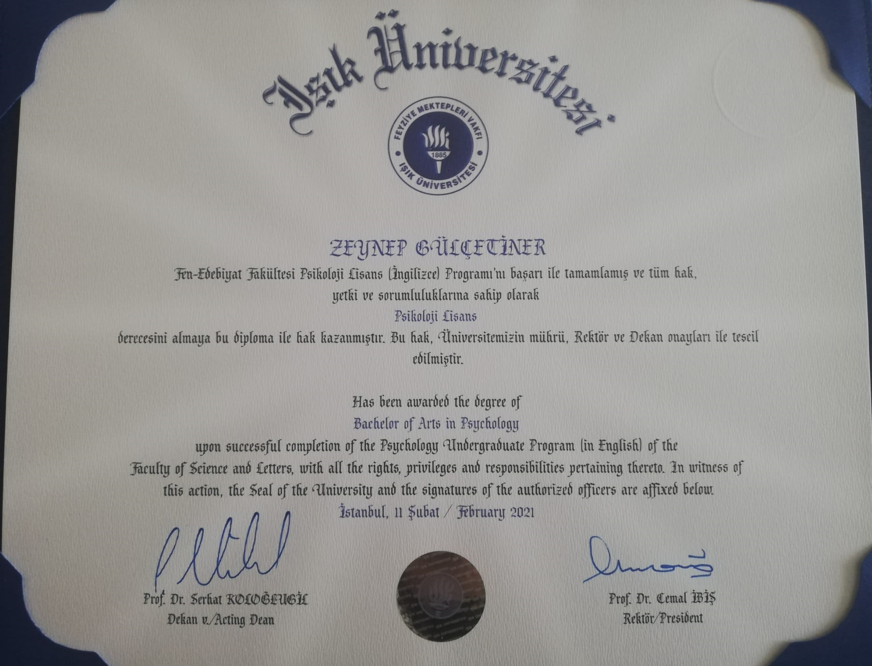 Işık Üniversitesi
FEYZİYE MEKTEPLERİ VAKFI
1885
IŞIK ÜNİVERSİTESİ
ZEYNEP GÜLÇETİNER
Fen-Edebiyat Fakültesi Psikoloji Lisans (İngilizce) Programı'nı başarı ile tamamlamış ve tüm hak,
yetki ve sorumluluklarına sahip olarak
Psikoloji Lisans
derecesini almaya bu diploma ile hak kazanmıştır. Bu hak, Üniversitemizin mührü, Rektör ve Dekan onayları ile tescil
edilmiştir.
Has been awarded the degree of
Bachelor of Arts in Psychology
upon successful completion of the Psychology Undergraduate Program (in English) of the
Faculty of Science and Letters, with all the rights, privileges and responsibilities pertaining thereto. In witness of
this action, the Seal of the University and the signatures of the authorized officers are affixed below.
İstanbul, 11 Şubat / February 2021
Prof. Dr. Serkat KOLOĞLUGİL
Dekan v./Acting Dean
Prof. Dr. Cemal İBİŞ
Rektör/President